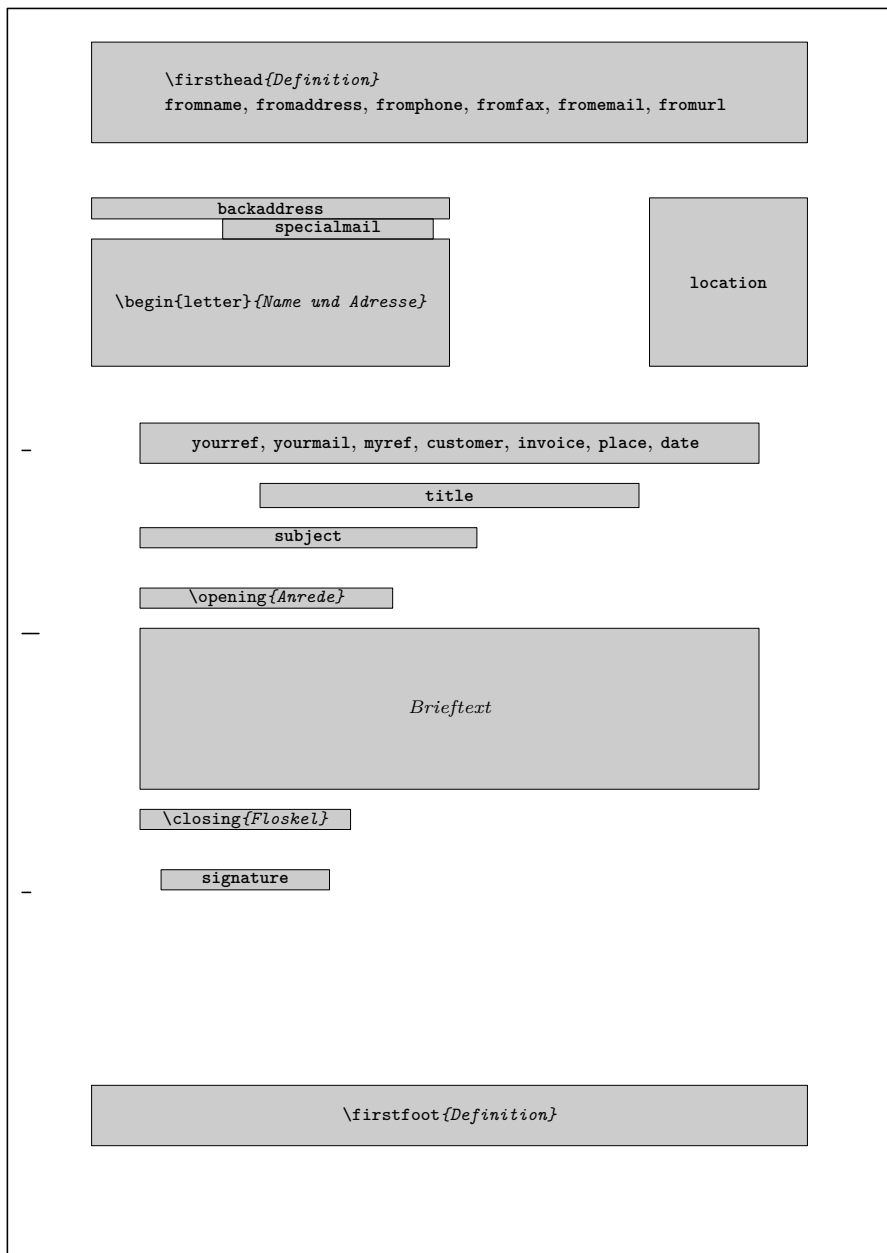 \firsthead{Definition}
fromname, fromaddress, fromphone, fromfax, fromemail, fromurl
backaddress
specialmail
\begin{letter}{Name und Adresse}
location
yourref, yourmail, myref, customer, invoice, place, date
title
subject
\opening{Anrede}
Brieftext
\closing{Floskel}
signature
\firstfoot{Definition}